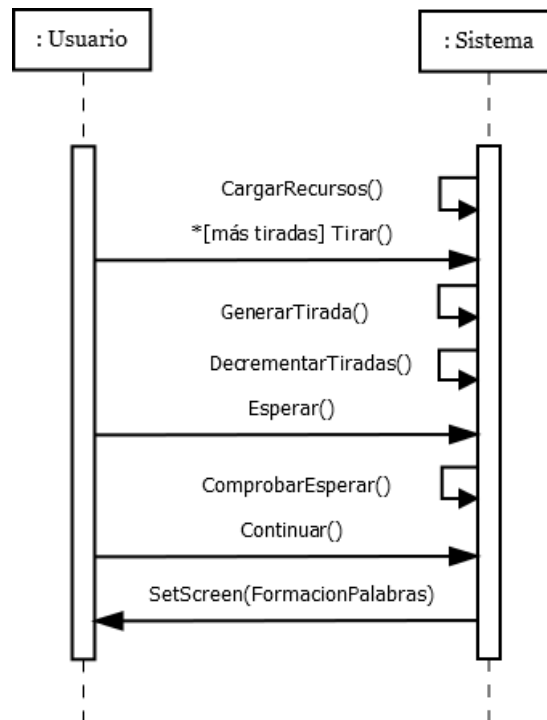 : Usuario
: Sistema
CargarRecursos()
*[más tiradas] Tirar()
GenerarTirada()
DecrementarTiradas()
Esperar()
ComprobarEsperar()
Continuar()
SetScreen(FormacionPalabras)